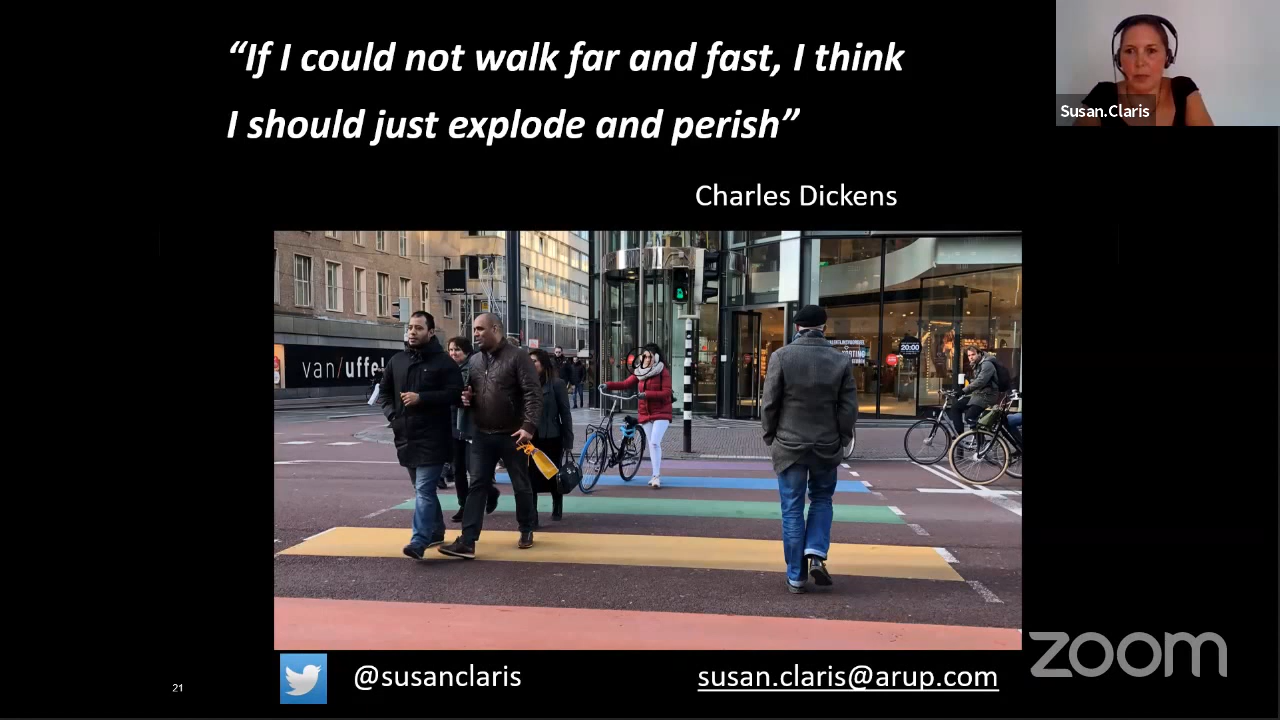 “If I could not walk far and fast, I think
I should just explode and perish”
Susan.Claris
Charles Dickens
van/uffel
20:00
@susanclaris
susan.claris@arup.com
zoom
21